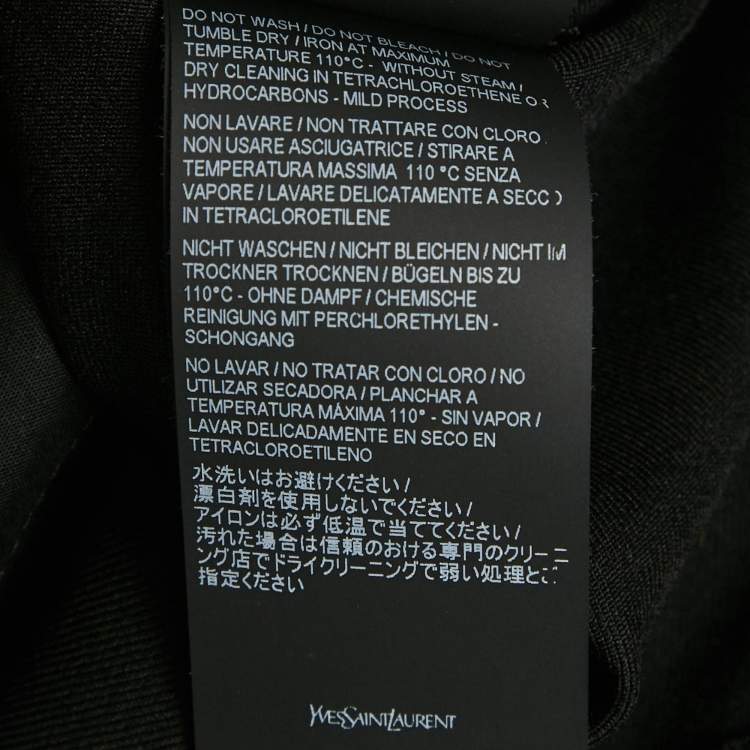 DO NOT WASH / DO NOT BLEACH / DO NOT
TUMBLE DRY / IRON AT MAXIMUM
TEMPERATURE 110°C - WITHOUT STEAM /
DRY CLEANING IN TETRACHLOROETHENE OR
HYDROCARBONS - MILD PROCESS
NON LAVARE / NON TRATTARE CON CLORO
NON USARE ASCIUGATRICE / STIRARE A
TEMPERATURA MASSIMA 110 °C SENZA
VAPORE / LAVARE DELICATAMENTE A SECCO
IN TETRACLOROETILENE
NICHT WASCHEN / NICHT BLEICHEN / NICHT IM
TROCKNER TROCKNEN / BÜGELN BIS ZU
110°C - OHNE DAMPF / CHEMISCHE
REINIGUNG MIT PERCHLORETHYLEN -
SCHONGANG
NO LAVAR / NO TRATAR CON CLORO / NO
UTILIZAR SECADORA / PLANCHAR A
TEMPERATURA MÁXIMA 110° - SIN VAPOR /
LAVAR DELICADAMENTE EN SECO EN
TETRACLOROETILENO
水洗いはお避けください/
漂白剤を使用しないでください/
アイロンは必ず低温で当ててください/
汚れた場合は信頼のおける専門のクリーニ
ング店でドライクリーニングで弱い処理とご
指定ください
YVESSAINTLAURENT